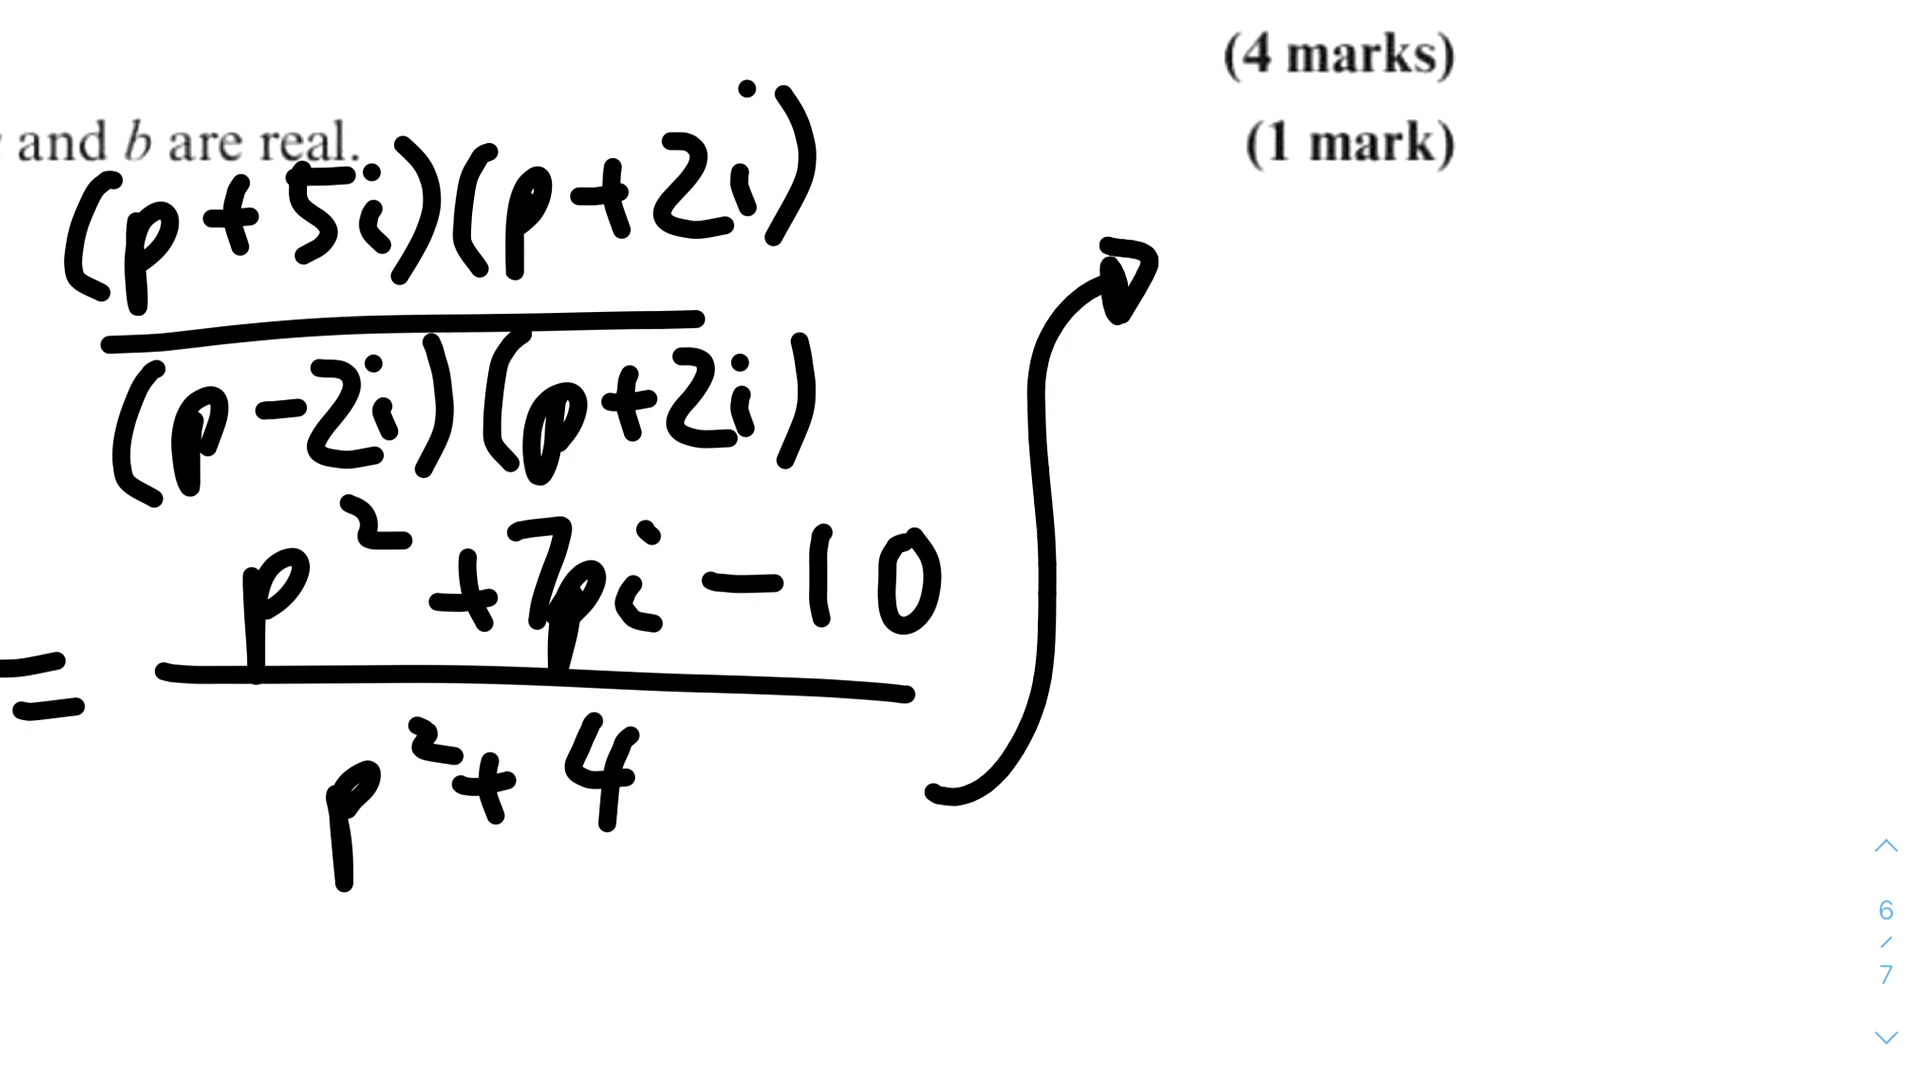 (4 marks)
and b are real.
(1 mark)
(p+5i)(p+2i)
(p-2i)(p+2i)
= p²+7pi-10
p²+4
6
/
7